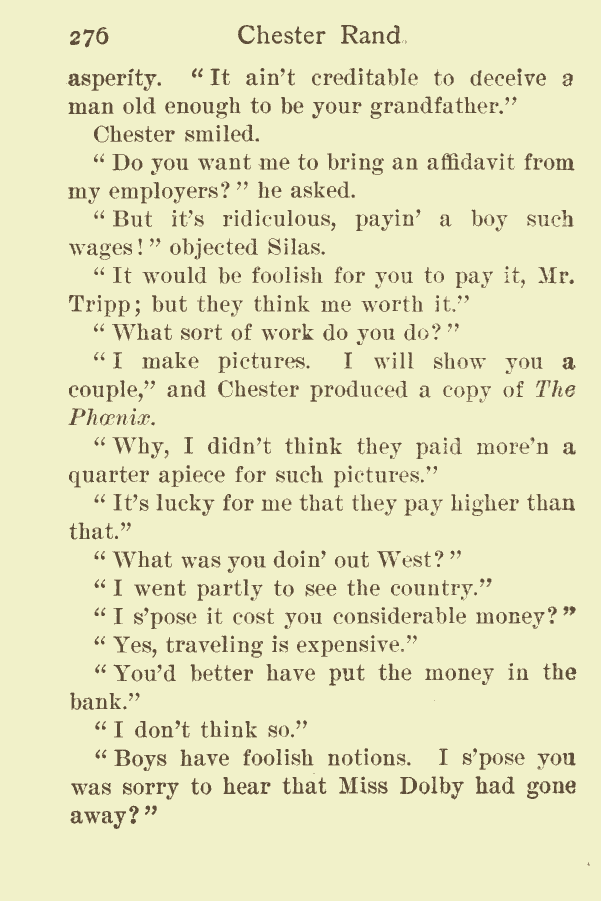 276 Chester Rand.
asperity. "It ain't creditable to deceive a
man old enough to be your grandfather."
Chester smiled.
"Do you want me to bring an affidavit from
my employers?" he asked.
"But it's ridiculous, payin' a boy such
wages!" objected Silas.
"It would be foolish for you to pay it, Mr.
Tripp; but they think me worth it."
"What sort of work do you do?"
"I make pictures. I will show you a
couple," and Chester produced a copy of The
Phœnix.
"Why, I didn't think they paid more'n a
quarter apiece for such pictures."
"It's lucky for me that they pay higher than
that."
"What was you doin' out West?"
"I went partly to see the country."
"I s'pose it cost you considerable money?"
"Yes, traveling is expensive."
"You'd better have put the money in the
bank."
"I don't think so."
"Boys have foolish notions. I s'pose you
was sorry to hear that Miss Dolby had gone
away?"